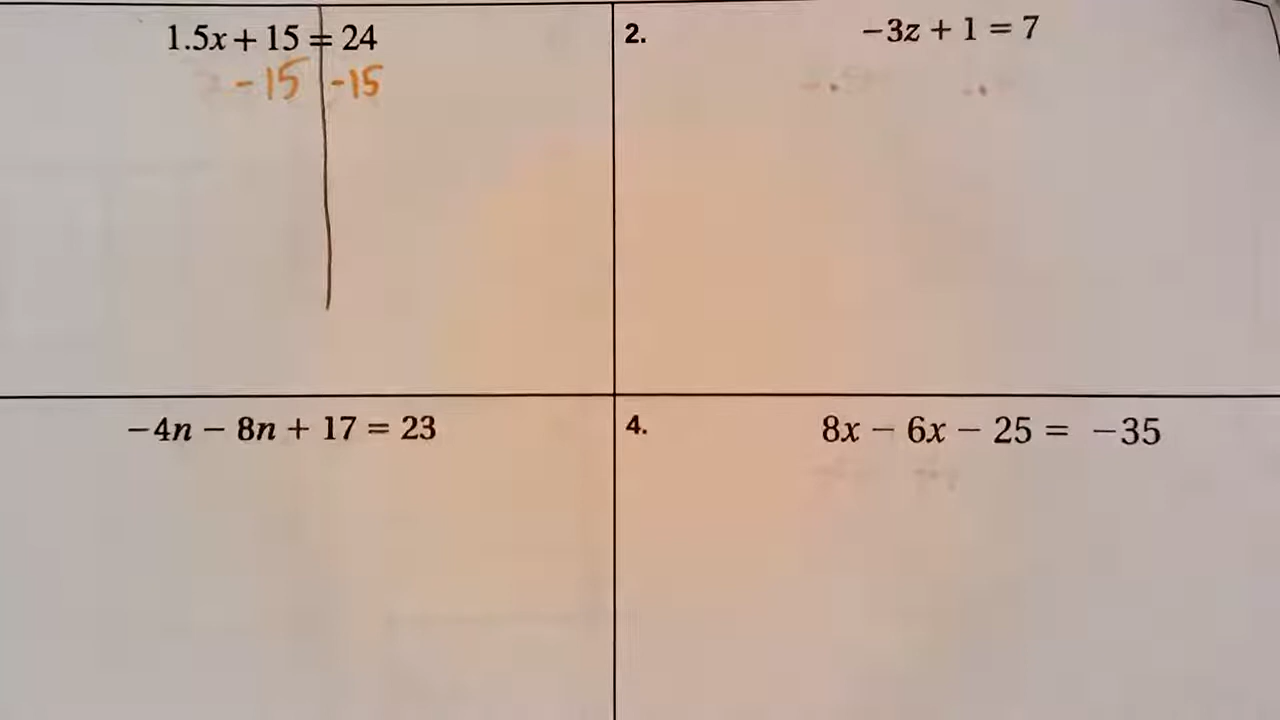 1.5x + 15 = 24
-15 -15
2. −3z + 1 = 7
−4n − 8n + 17 = 23
4. 8x − 6x − 25 = −35